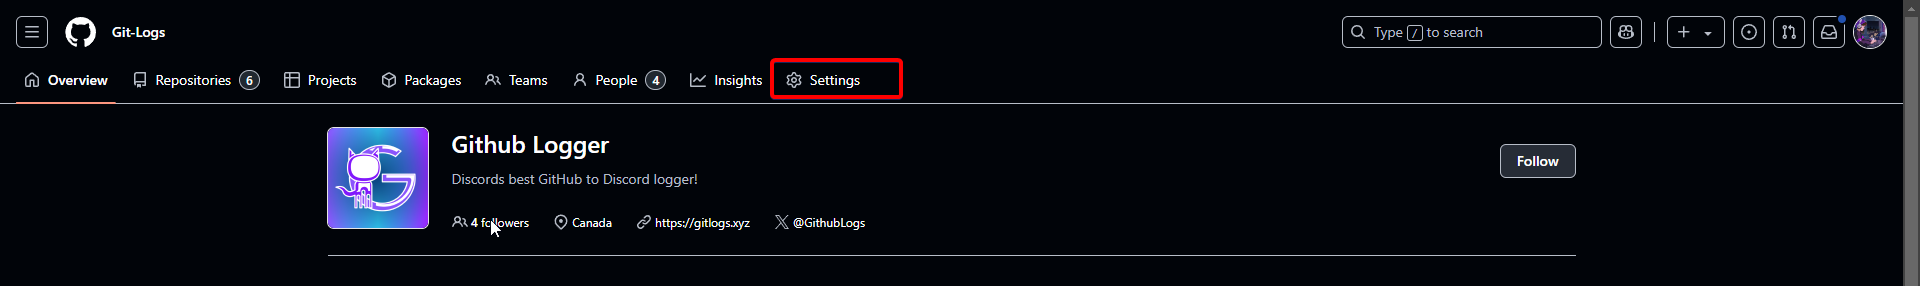 Git-Logs
Type / to search
Overview Repositories 6 Projects Packages Teams People 4 Insights Settings
Github Logger
Follow
Discords best GitHub to Discord logger!
4 followers Canada https://gitlogs.xyz @GithubLogs